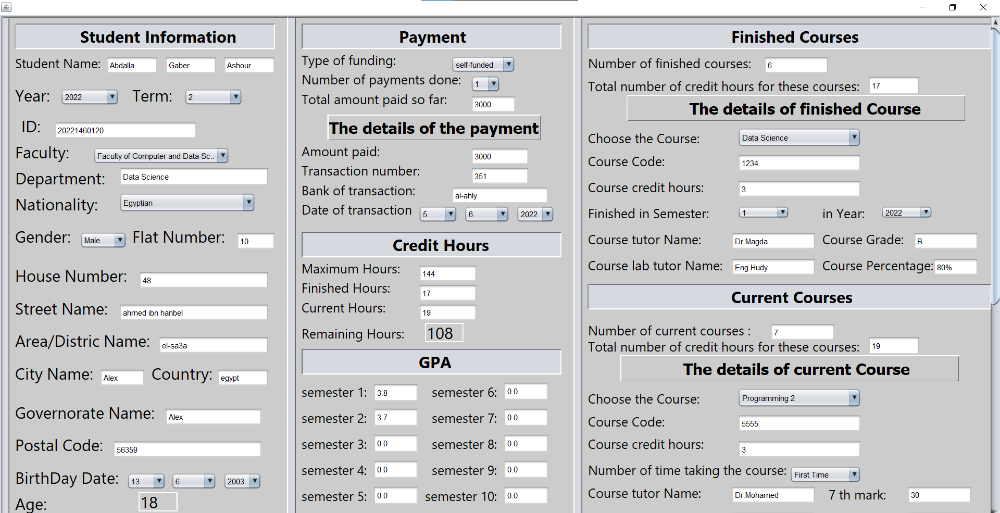 Student Information
Student Name: Abdalla Gaber Ashour
Year: 2022 Term: 2
ID: 20221460120
Faculty: Faculty of Computer and Data Sc..
Department: Data Science
Nationality: Egyptian
Gender: Male Flat Number: 10
House Number: 48
Street Name: ahmed ibn hanbel
Area/Distric Name: el-sa3a
City Name: Alex Country: egypt
Governorate Name: Alex
Postal Code: 56359
BirthDay Date: 13 6 2003
Age: 18
Payment
Type of funding: self-funded
Number of payments done: 1
Total amount paid so far: 3000
The details of the payment
Amount paid: 3000
Transaction number: 351
Bank of transaction: al-ahly
Date of transaction 5 6 2022
Credit Hours
Maximum Hours: 144
Finished Hours: 17
Current Hours: 19
Remaining Hours: 108
GPA
semester 1: 3.8 semester 6: 0.0
semester 2: 3.7 semester 7: 0.0
semester 3: 0.0 semester 8: 0.0
semester 4: 0.0 semester 9: 0.0
semester 5: 0.0 semester 10: 0.0
Finished Courses
Number of finished courses: 6
Total number of credit hours for these courses: 17
The details of finished Course
Choose the Course: Data Science
Course Code: 1234
Course credit hours: 3
Finished in Semester: 1 in Year: 2022
Course tutor Name: Dr.Magda Course Grade: B
Course lab tutor Name: Eng.Hudy Course Percentage: 80%
Current Courses
Number of current courses : 7
Total number of credit hours for these courses: 19
The details of current Course
Choose the Course: Programming 2
Course Code: 5555
Course credit hours: 3
Number of time taking the course: First Time
Course tutor Name: Dr.Mohamed 7 th mark: 30